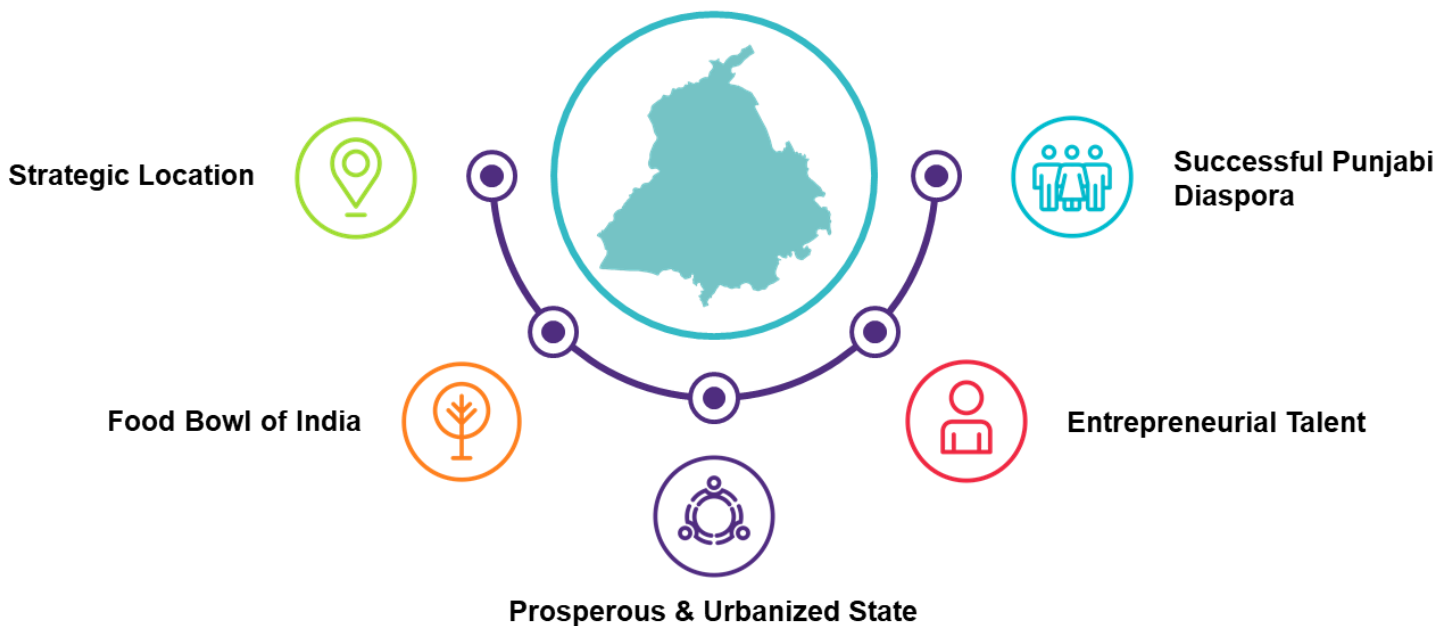 Strategic Location
Successful Punjabi
Diaspora
Food Bowl of India
Entrepreneurial Talent
Prosperous & Urbanized State